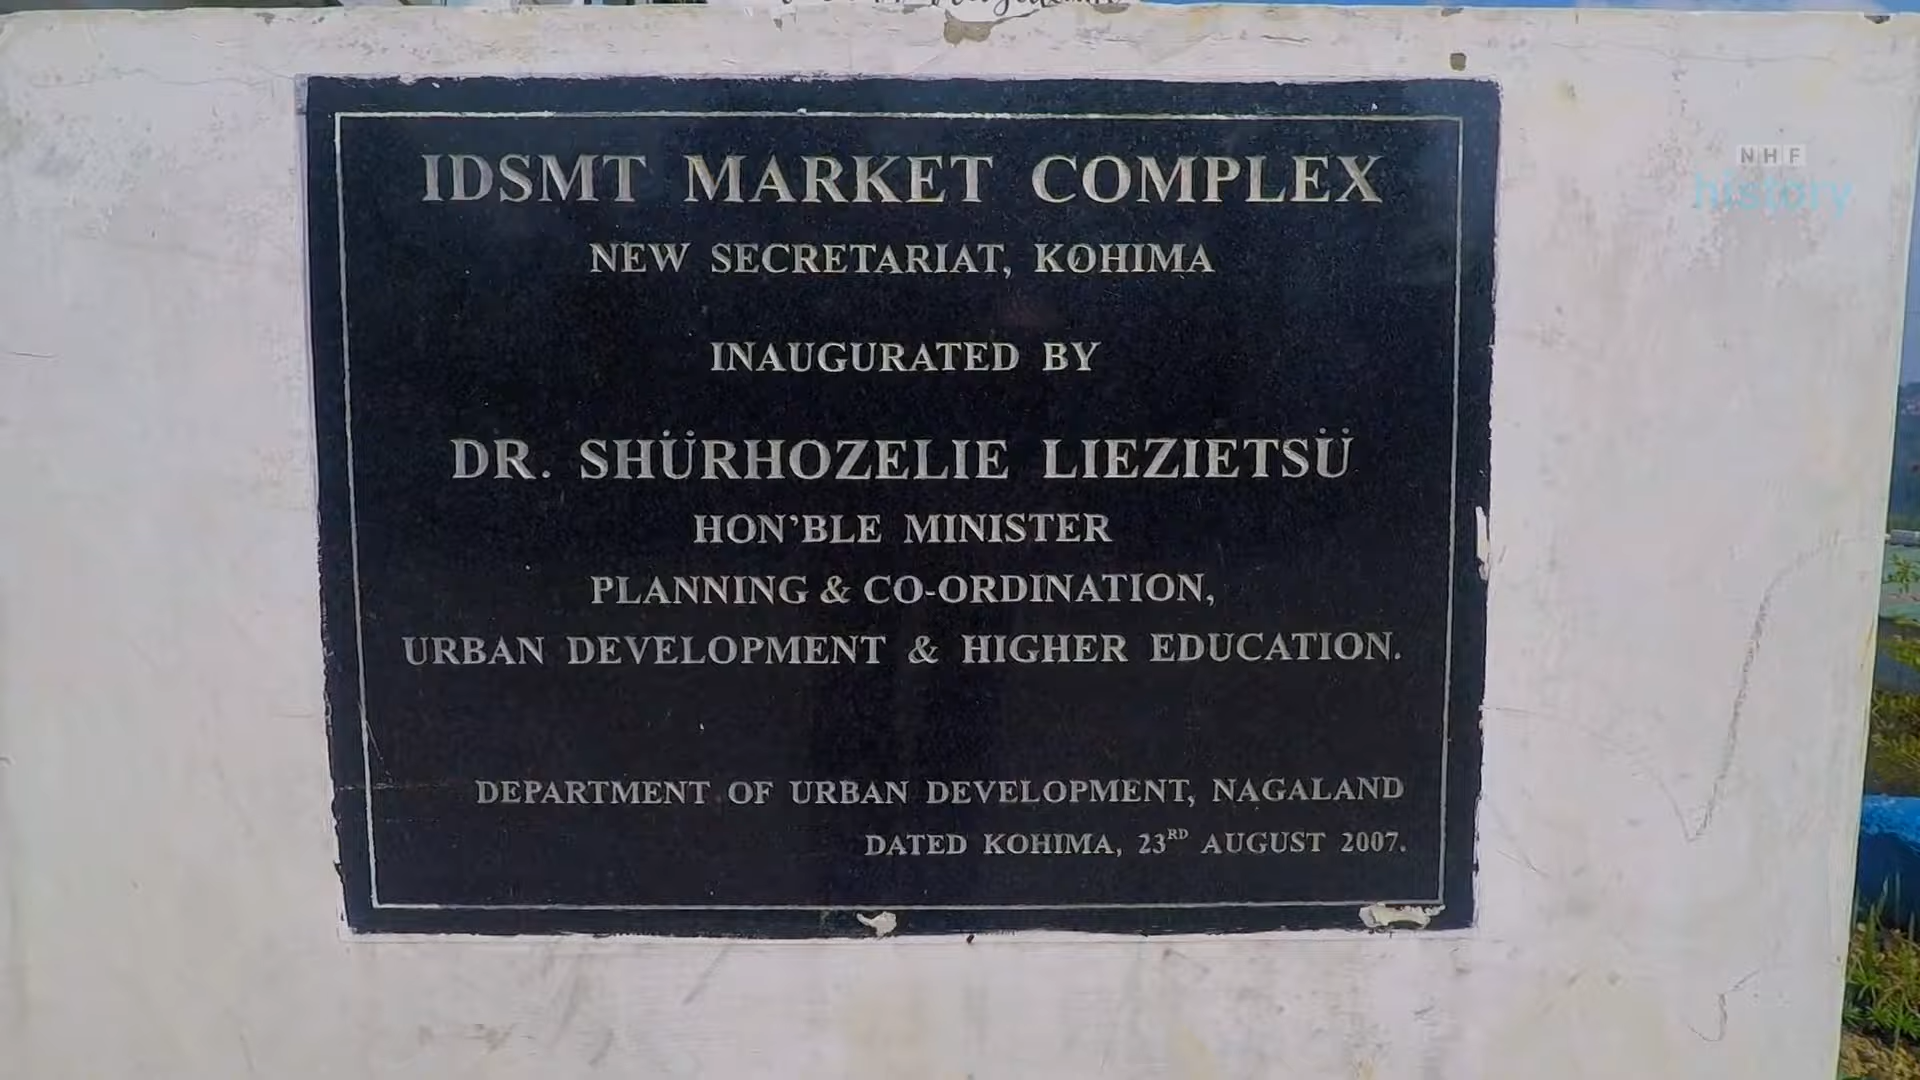 NHF
history
IDSMT MARKET COMPLEX
NEW SECRETARIAT, KOHIMA
INAUGURATED BY
DR. SHÜRHOZELIE LIEZIETSÜ
HON'BLE MINISTER
PLANNING & CO-ORDINATION,
URBAN DEVELOPMENT & HIGHER EDUCATION.
DEPARTMENT OF URBAN DEVELOPMENT, NAGALAND
DATED KOHIMA, 23RD AUGUST 2007.